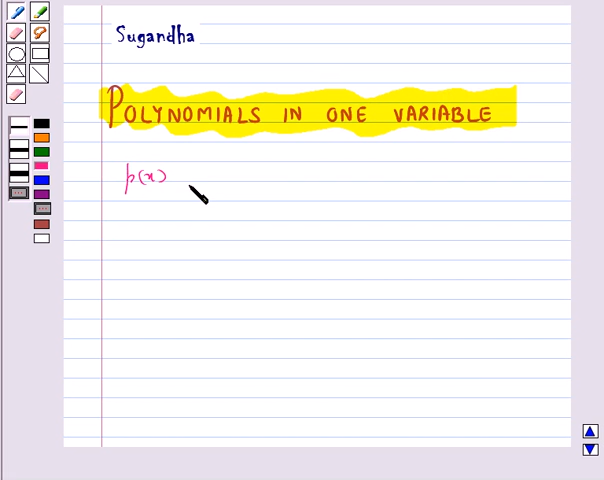 Sugandha
POLYNOMIALS IN ONE VARIABLE
p(x)